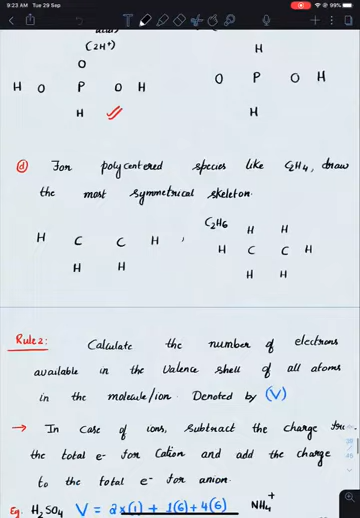 9:23 AM Tue 29 Sep
99%
(2H⁺)
H
O
H O P O H
O P O H
H
H
(d) For polycentered species like C₂H₄, draw
the most symmetrical skeleton.
H C C H ,
H H
C₂H₆
H H
H C C H
H H
Rule 2: Calculate the number of electrons
available in the Valence shell of all atoms
in the molecule/ion. Denoted by (V)
→ In case of ions, subtract the charge from
the total e⁻ for Cation and add the charge
to the total e⁻ for anion.
Eg. H₂SO₄ V = 2×(1) + 1(6) + 4(6) NH₄⁺